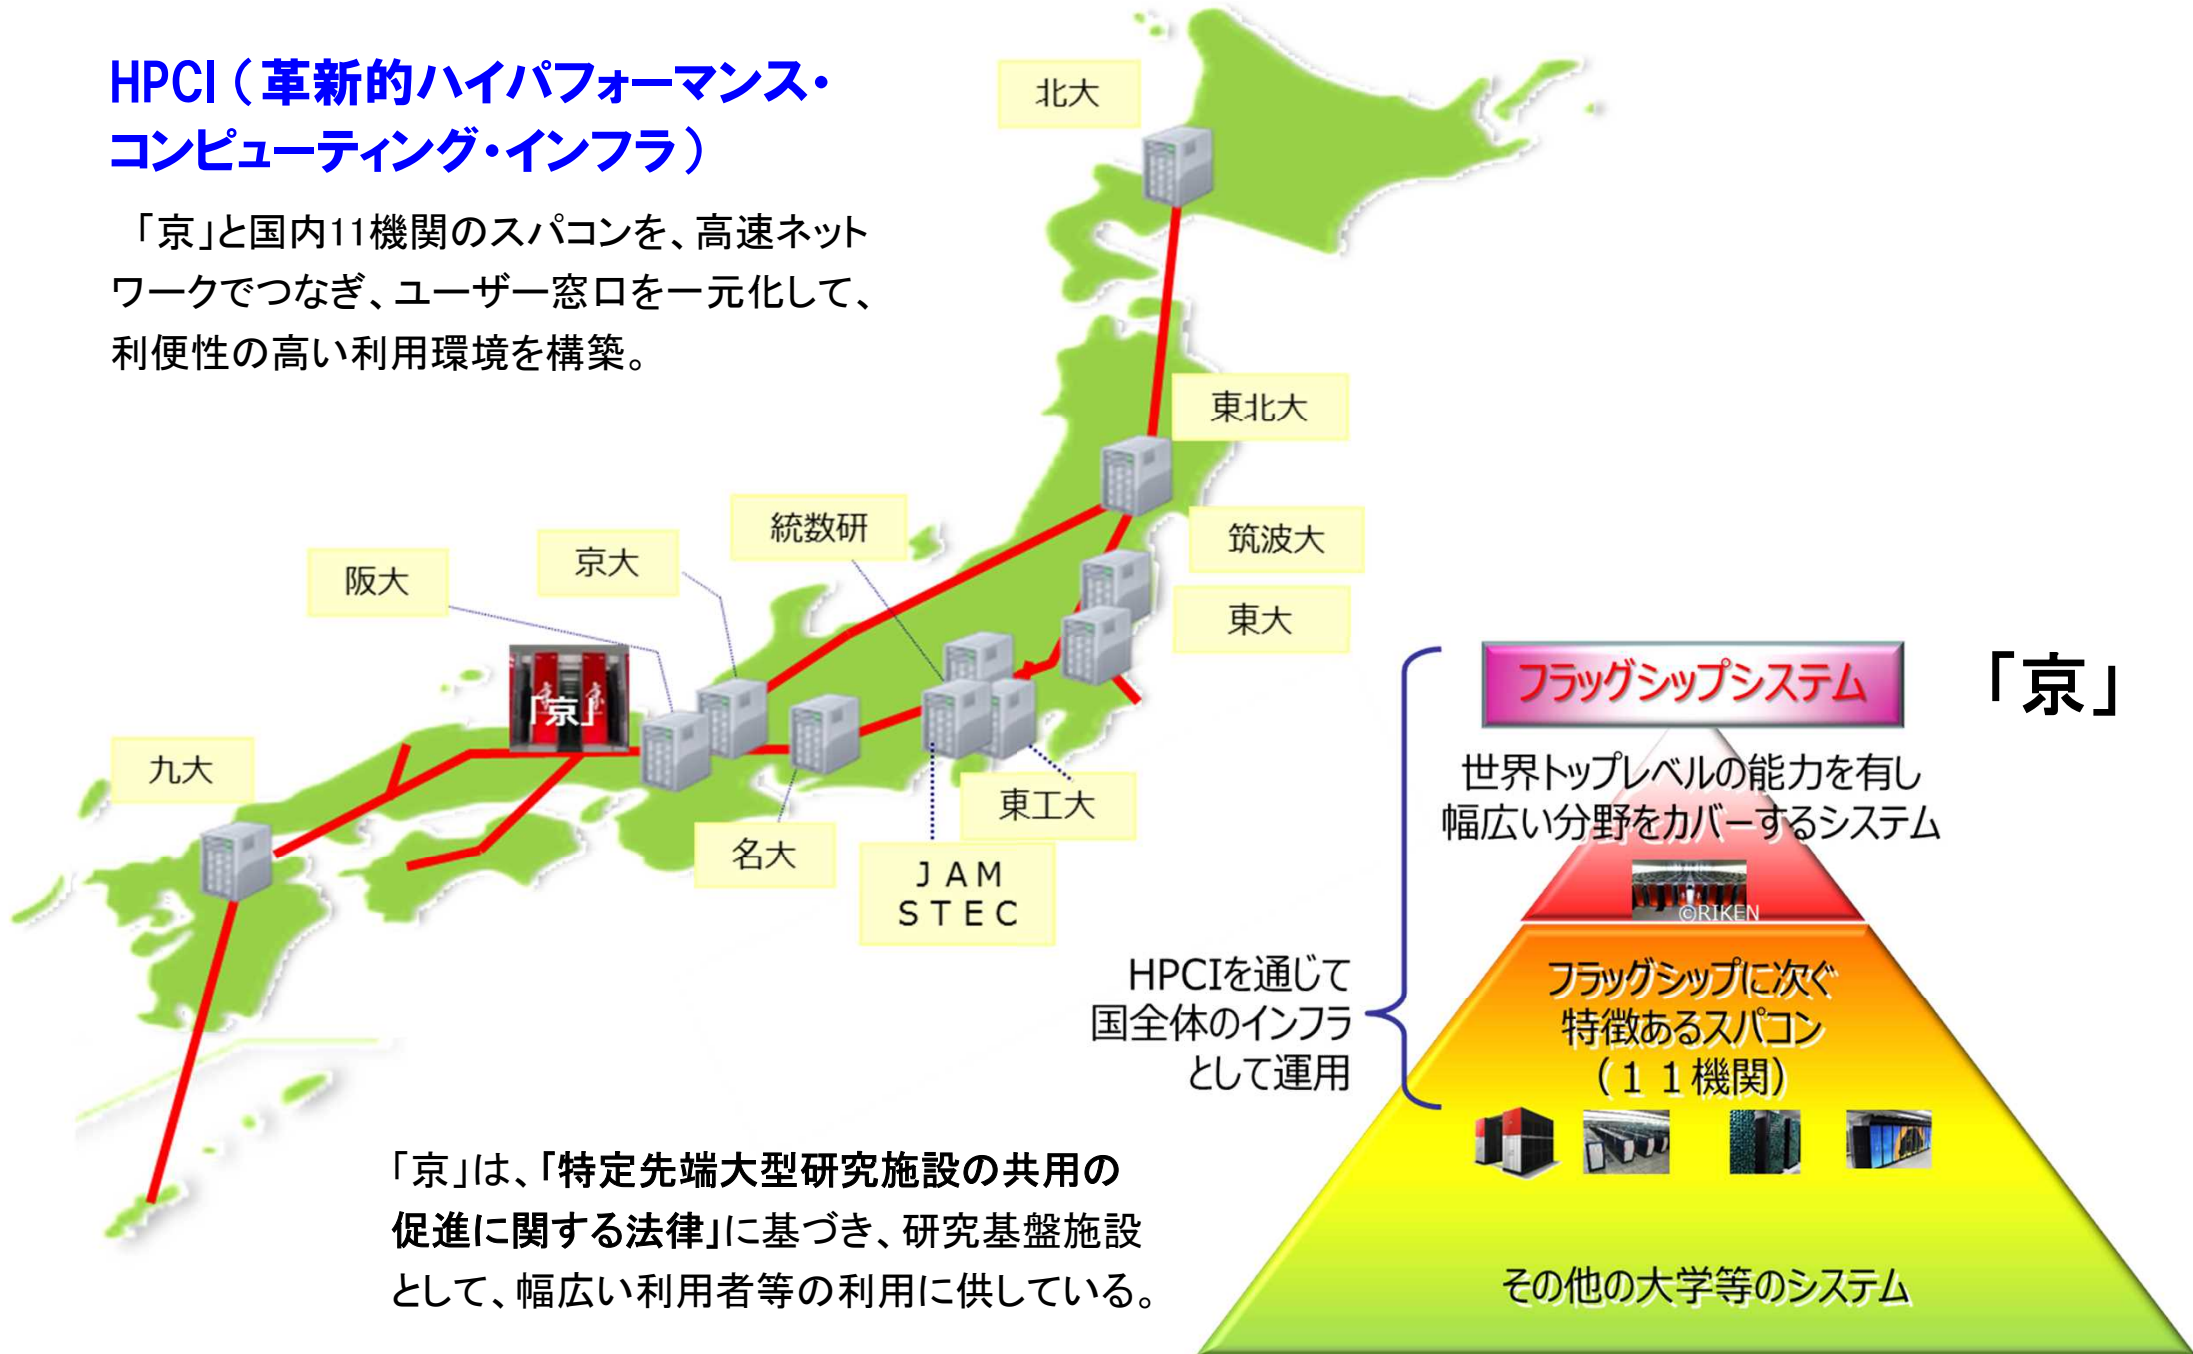 HPCI（革新的ハイパフォーマンス・
コンピューティング・インフラ）
「京」と国内11機関のスパコンを、高速ネット
ワークでつなぎ、ユーザー窓口を一元化して、
利便性の高い利用環境を構築。
北大
東北大
筑波大
東大
統数研
京大
阪大
「京」
九大
名大
東工大
JAM
STEC
フラッグシップシステム
「京」
世界トップレベルの能力を有し
幅広い分野をカバーするシステム
©RIKEN
HPCIを通じて
国全体のインフラ
として運用
フラッグシップに次ぐ
特徴あるスパコン
（１１機関）
その他の大学等のシステム
「京」は、「特定先端大型研究施設の共用の
促進に関する法律」に基づき、研究基盤施設
として、幅広い利用者等の利用に供している。